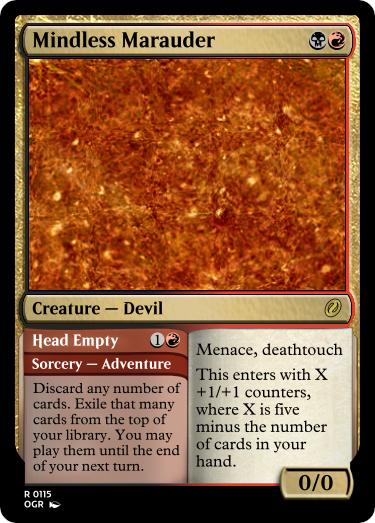 Mindless Marauder
Creature — Devil
Head Empty 1
Sorcery — Adventure
Discard any number of
cards. Exile that many
cards from the top of
your library. You may
play them until the end
of your next turn.
Menace, deathtouch
This enters with X
+1/+1 counters,
where X is five
minus the number
of cards in your
hand.
0/0
R 0115
OGR